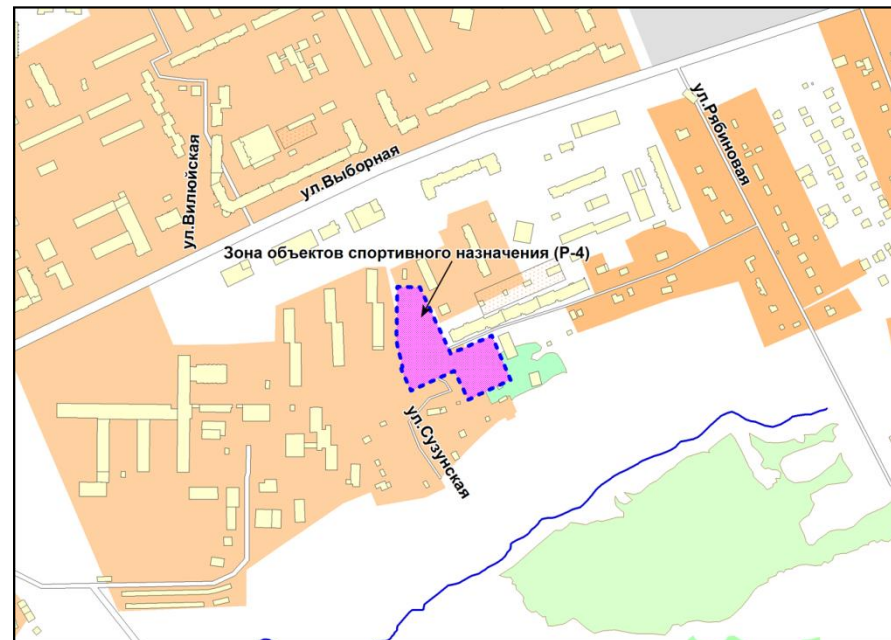 ул.Рябиновая
ул.Выборная
ул.Вилюйская
Зона объектов спортивного назначения (Р-4)
ул.Сузунская